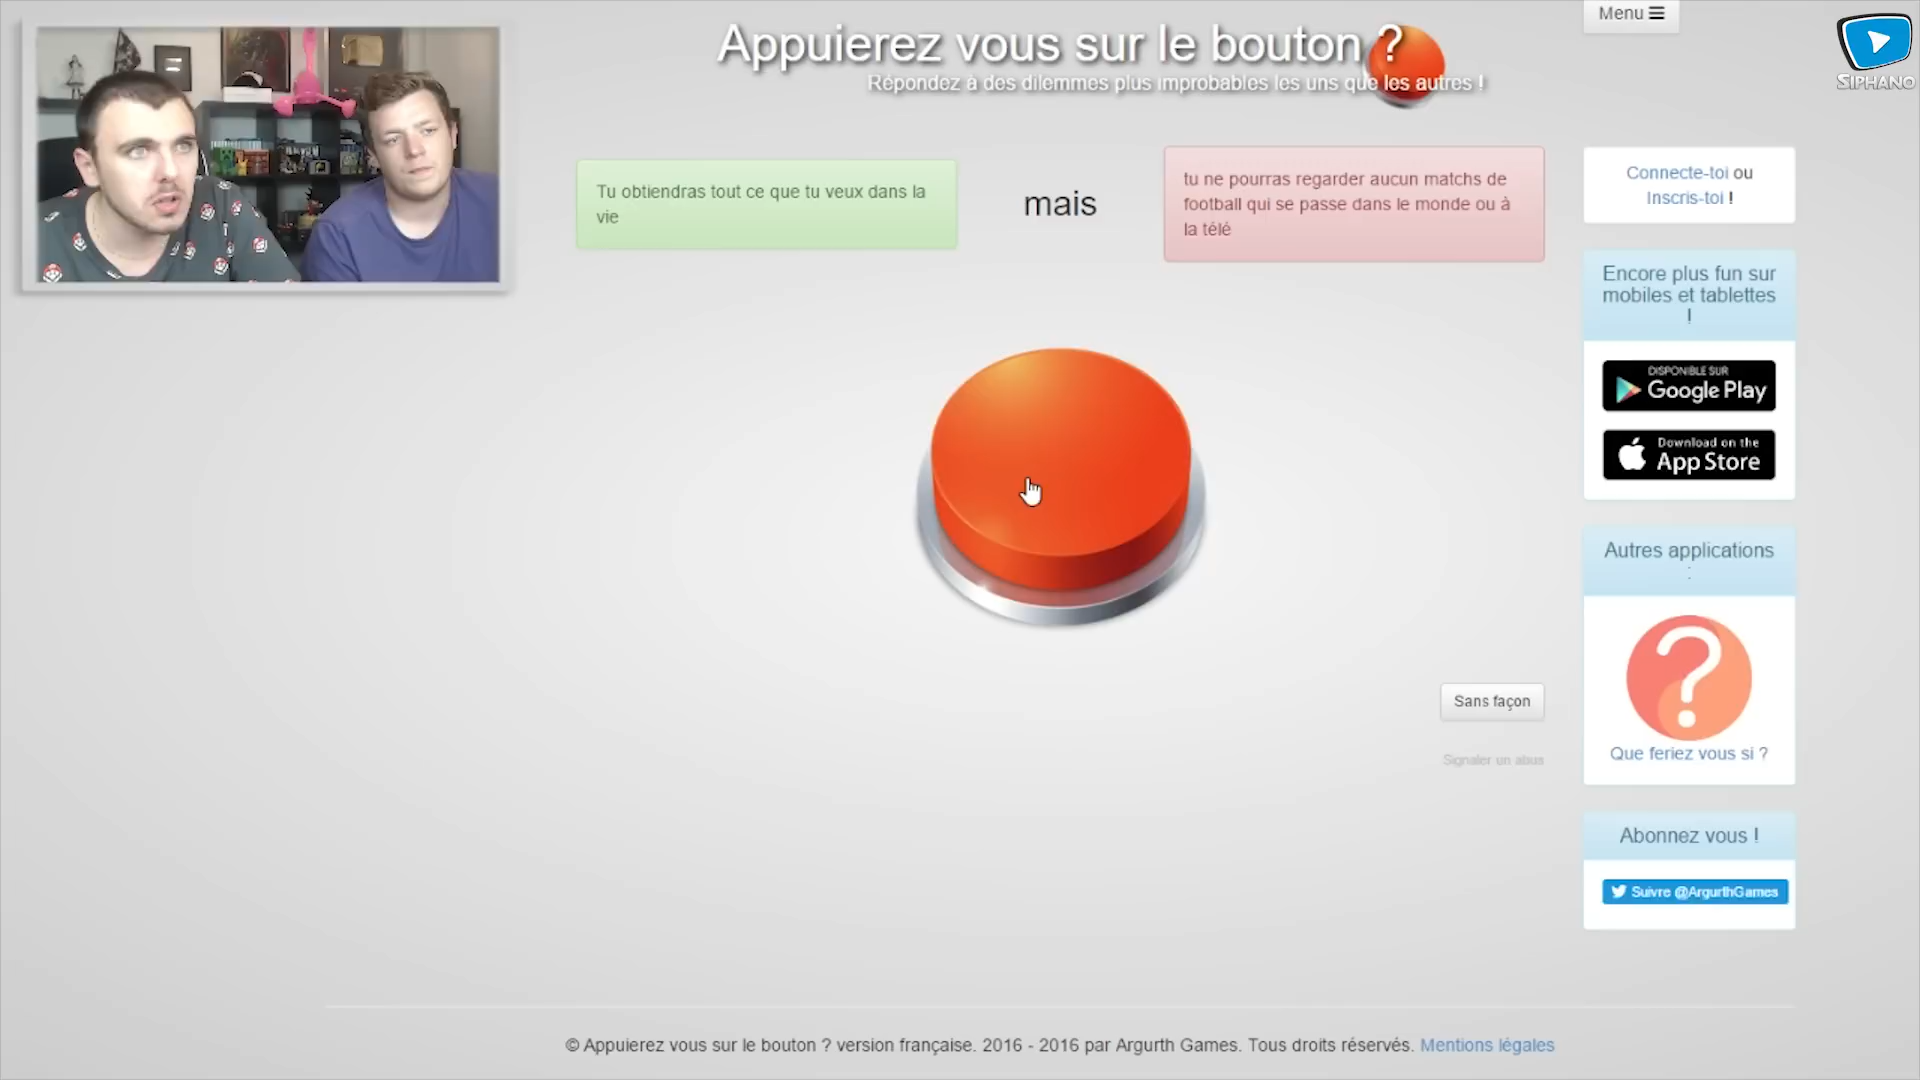 Appuierez vous sur le bouton ?
Répondez à des dilemmes plus improbables les uns que les autres !
Menu
SIPHANO
Tu obtiendras tout ce que tu veux dans la
vie
mais
tu ne pourras regarder aucun matchs de
football qui se passe dans le monde ou à
la télé
Connecte-toi ou
Inscris-toi !
Encore plus fun sur
mobiles et tablettes
!
DISPONIBLE SUR
Google Play
Download on the
App Store
Autres applications
:
?
Que feriez vous si ?
Sans façon
Signaler un abus
Abonnez vous !
Suivre @ArgurthGames
© Appuierez vous sur le bouton ? version française. 2016 - 2016 par Argurth Games. Tous droits réservés. Mentions légales